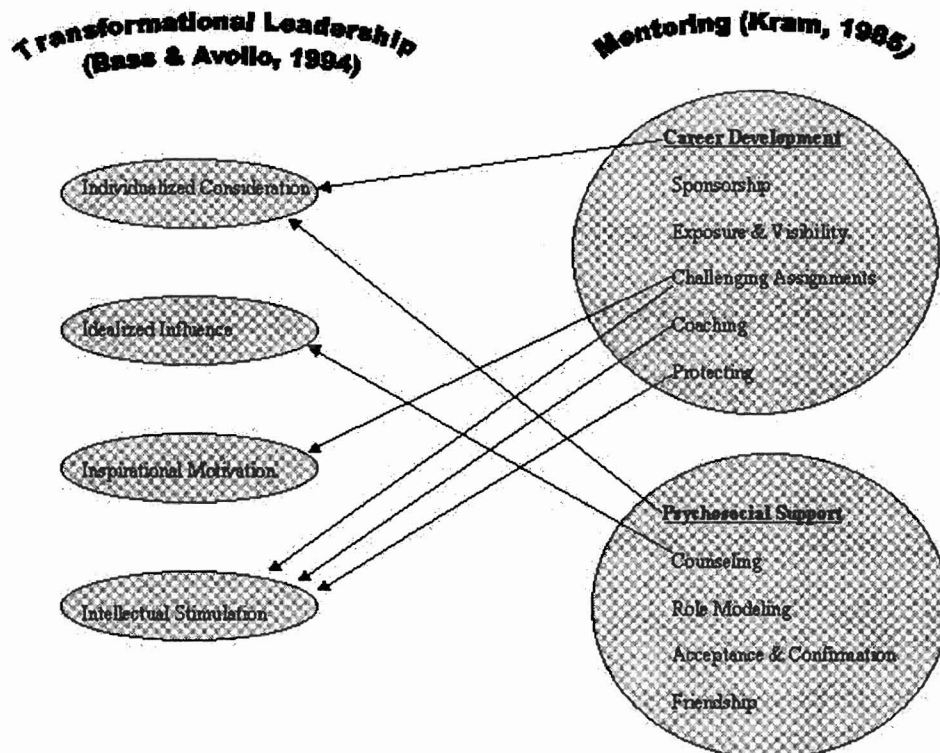 Transformational Leadership
(Bass & Avolio, 1994)
Individualized Consideration
Idealized Influence
Inspirational Motivation
Intellectual Stimulation
Mentoring (Kram, 1985)
Career Development
Sponsorship
Exposure & Visibility
Challenging Assignments
Coaching
Protecting
Psychosocial Support
Counseling
Role Modeling
Acceptance & Confirmation
Friendship